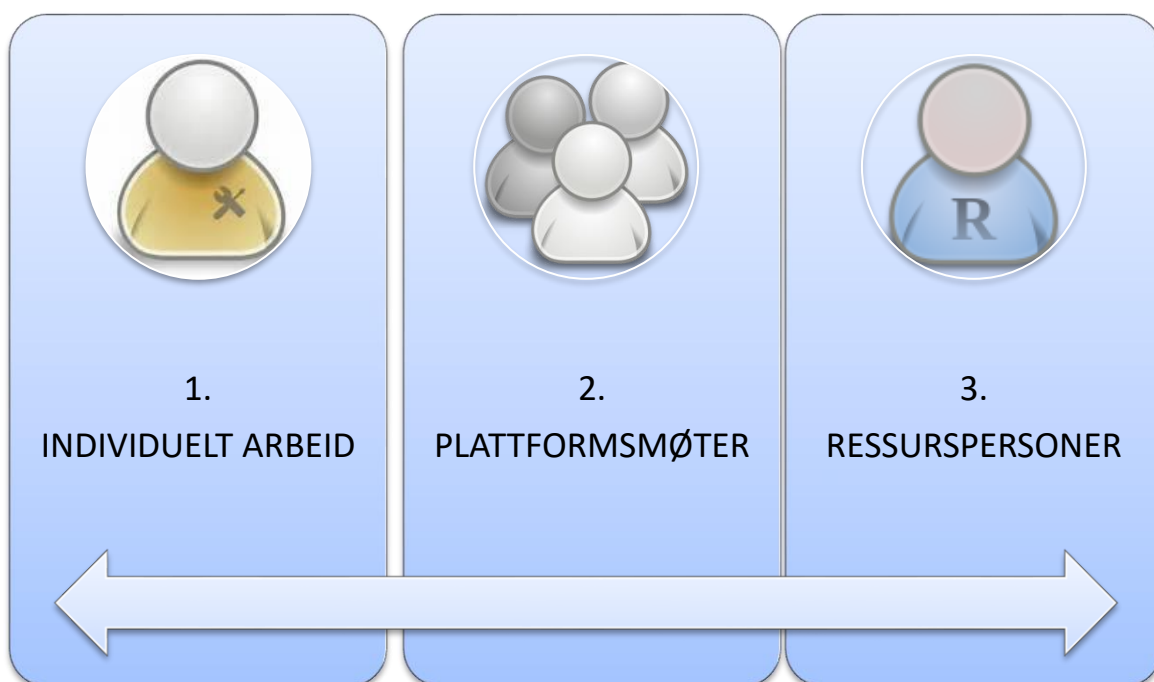 R
1.
INDIVIDUELT ARBEID
2.
PLATTFORMSMØTER
3.
RESSURSPERSONER